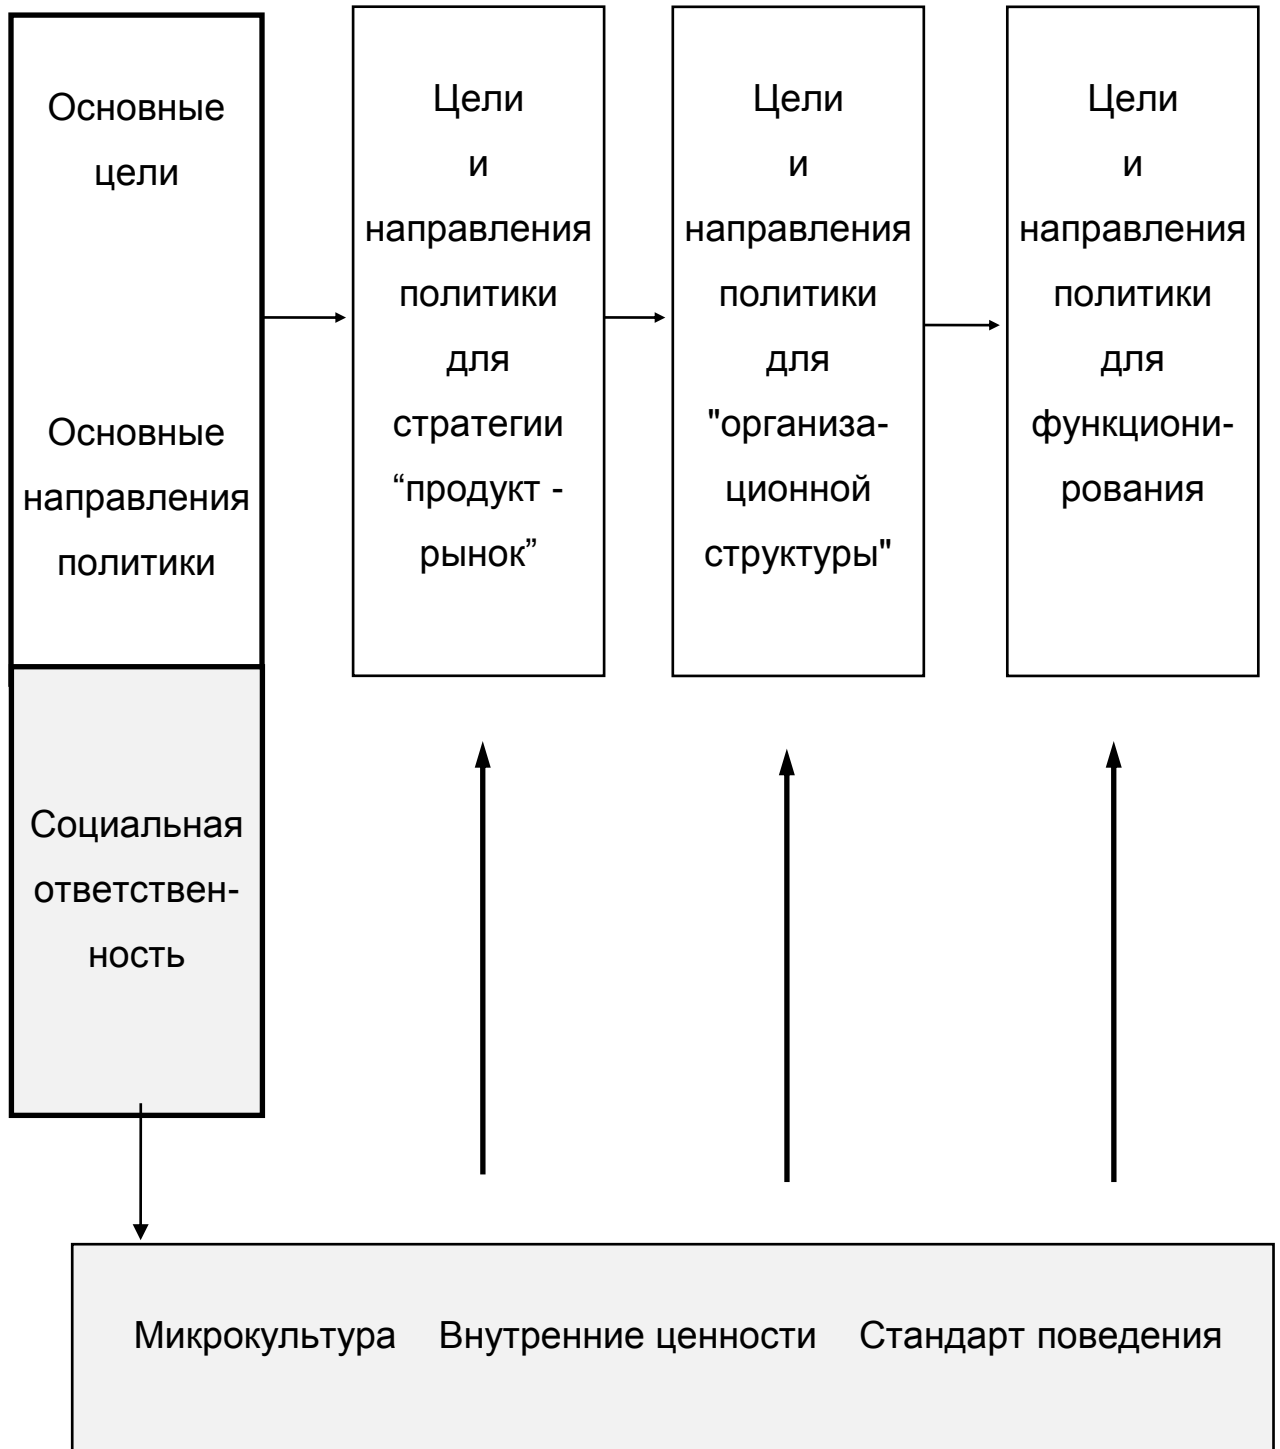 Основные
цели
Основные
направления
политики
Социальная
ответствен-
ность
Цели
и
направления
политики
для
стратегии
“продукт -
рынок”
Цели
и
направления
политики
для
"организа-
ционной
структуры"
Цели
и
направления
политики
для
функциони-
рования
Микрокультура Внутренние ценности Стандарт поведения